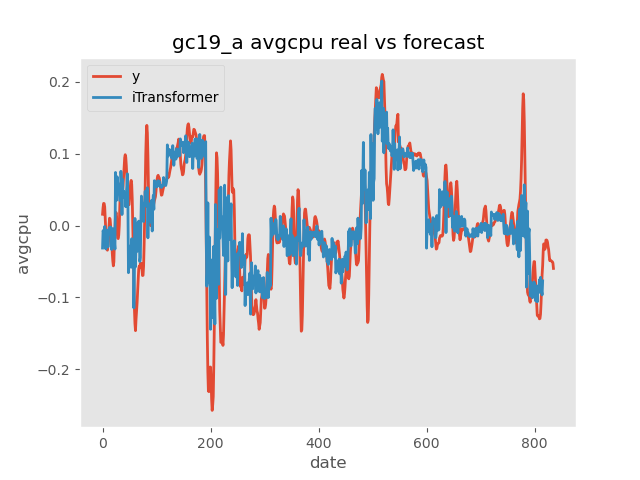 gc19_a avgcpu real vs forecast
y
iTransformer
avgcpu
0.2
0.1
0.0
−0.1
−0.2
0
200
400
600
800
date